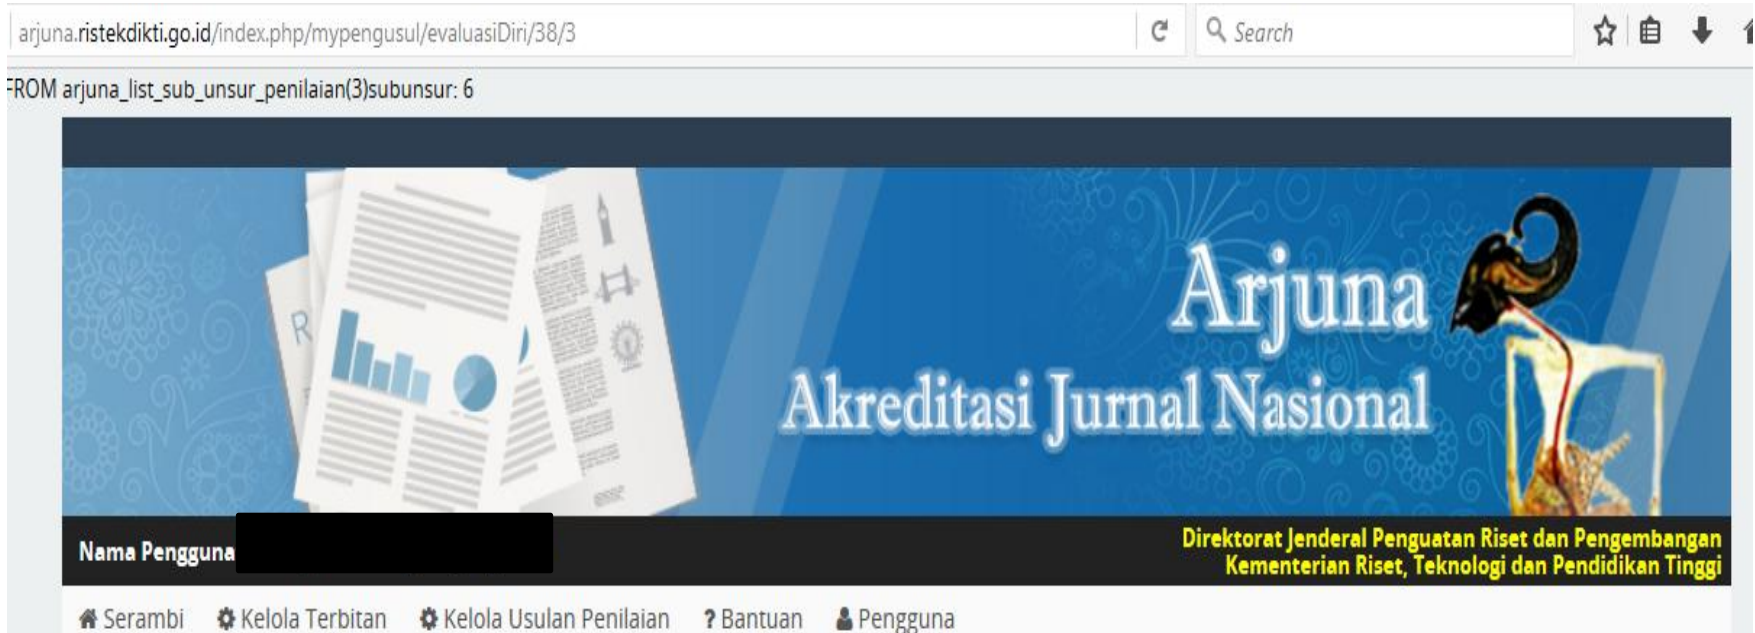 arjuna.ristekdikti.go.id/index.php/mypengusul/evaluasiDiri/38/3
Search
FROM arjuna_list_sub_unsur_penilaian(3)subunsur: 6
R
Arjuna
Akreditasi Jurnal Nasional
Nama Pengguna
Direktorat Jenderal Penguatan Riset dan Pengembangan
Kementerian Riset, Teknologi dan Pendidikan Tinggi
Serambi Kelola Terbitan Kelola Usulan Penilaian ? Bantuan Pengguna